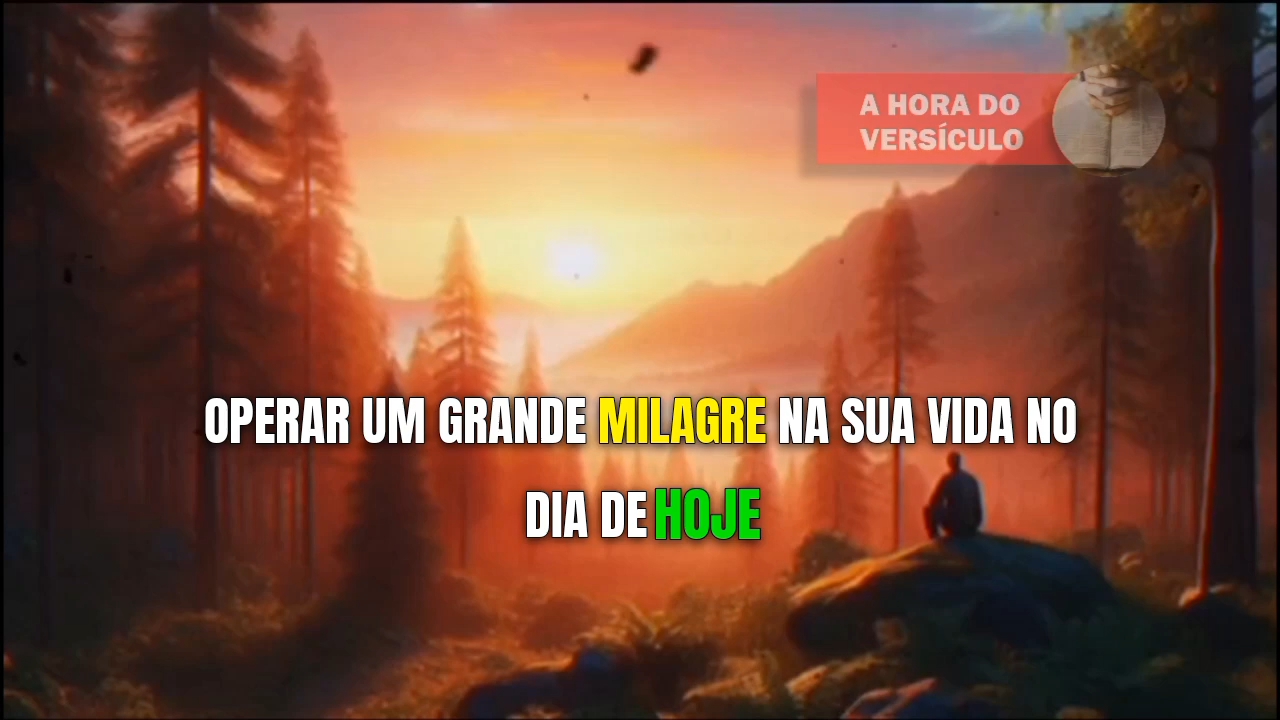 A HORA DO
VERSÍCULO
OPERAR UM GRANDE MILAGRE NA SUA VIDA NO
DIA DE HOJE